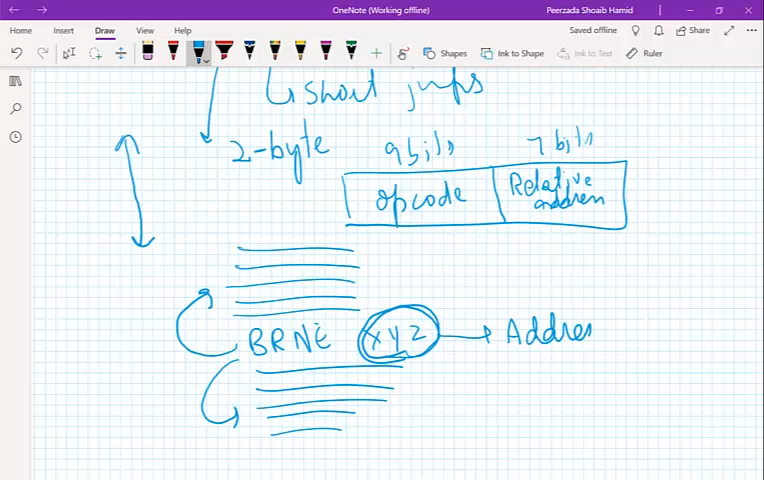 OneNote (Working offline)
Peerzada Shoaib Hamid
Home Insert Draw View Help
Saved offline Share
Shapes Ink to Shape Ink to Text Ruler
short jumps
2-byte 9 bits 7 bits
opcode Relative address
BRNE XYZ → Addres